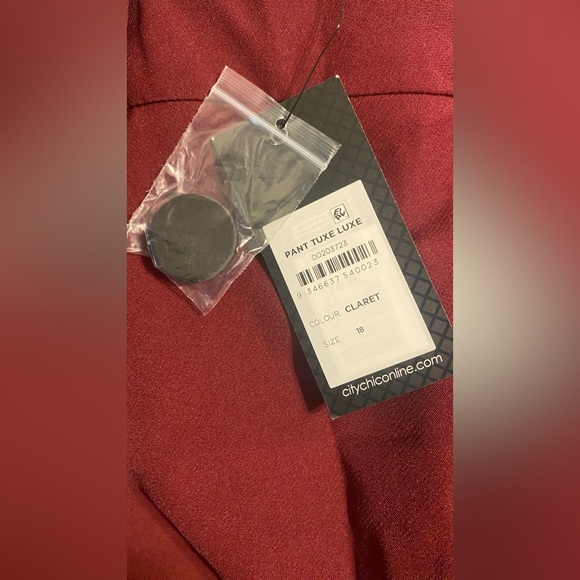 PANT TUXE LUXE
00203723
9 346637 540023
COLOUR CLARET
SIZE 18
citychiconline.com